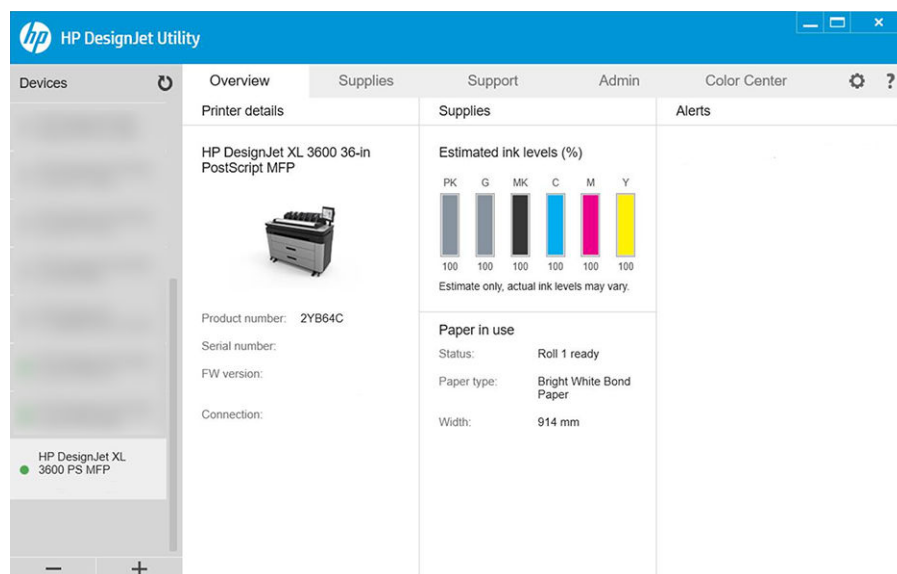 hp HP DesignJet Utility
Devices
Overview Supplies Support Admin Color Center ?
Printer details
Supplies
Alerts
HP DesignJet XL 3600 36-in
PostScript MFP
Product number: 2YB64C
Serial number:
FW version:
Connection:
Estimated ink levels (%)
PK G MK C M Y
100 100 100 100 100 100
Estimate only, actual ink levels may vary.
Paper in use
Status: Roll 1 ready
Paper type: Bright White Bond
Paper
Width: 914 mm
HP DesignJet XL
3600 PS MFP